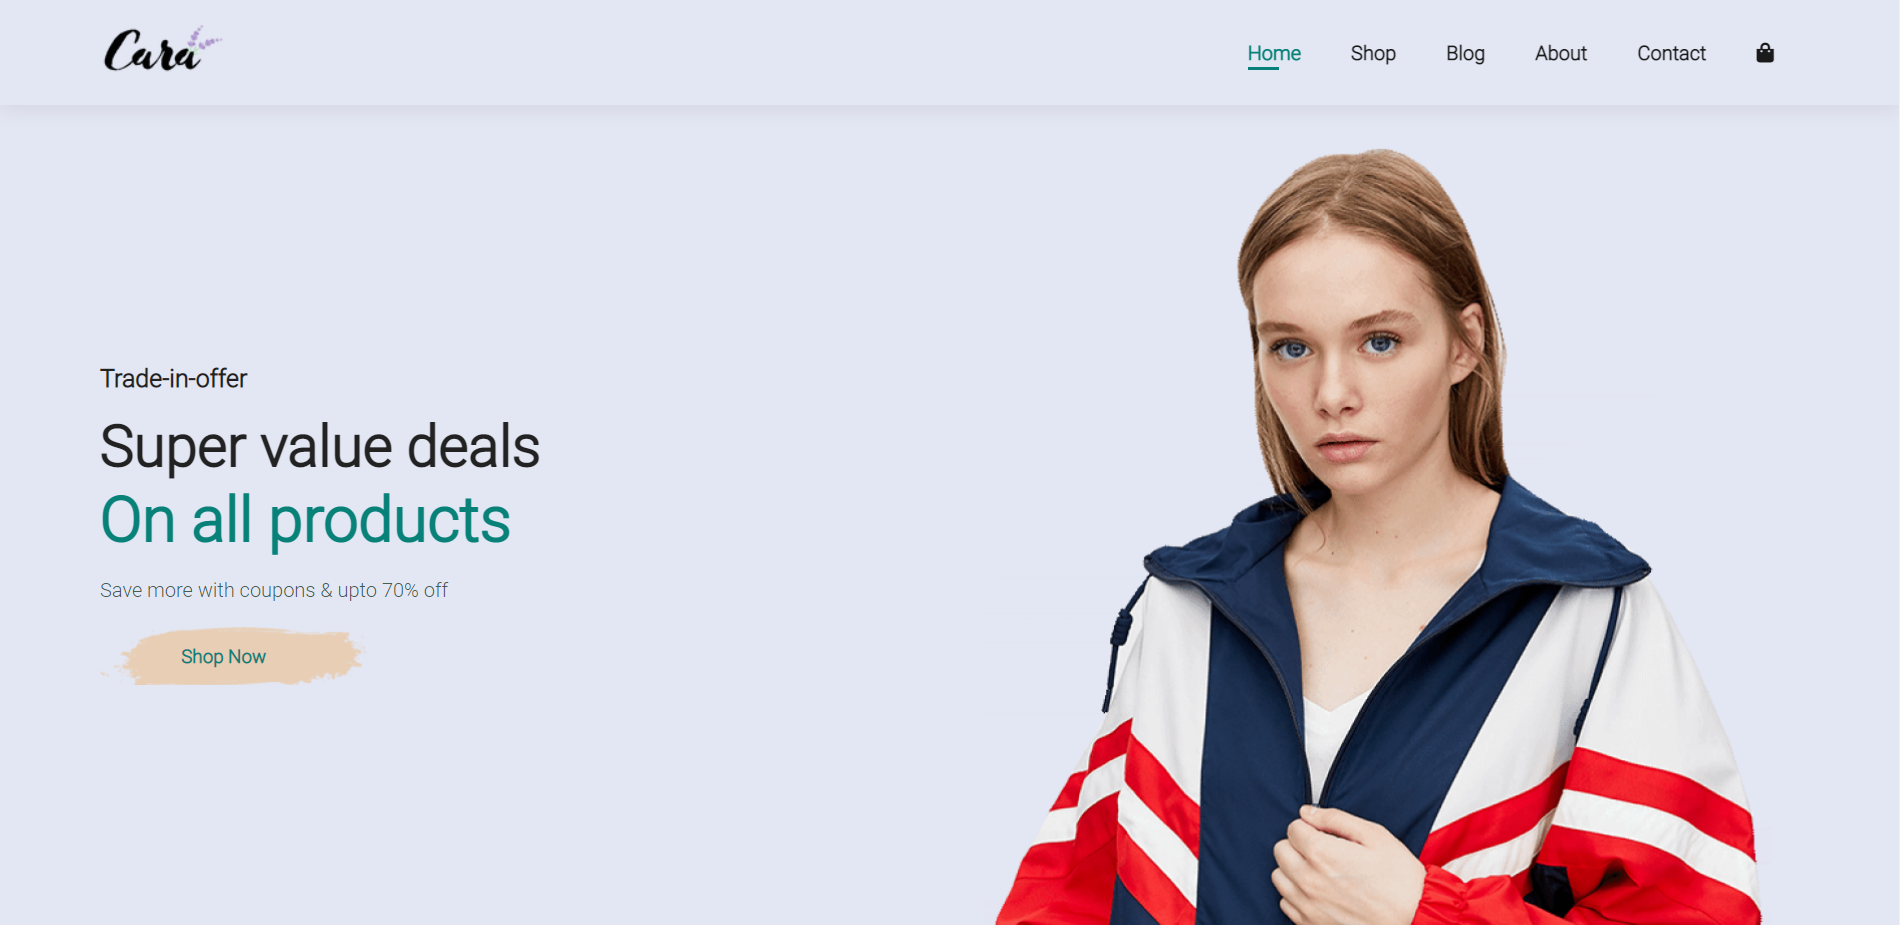 Cara
Home Shop Blog About Contact
Trade-in-offer
Super value deals
On all products
Save more with coupons & upto 70% off
Shop Now